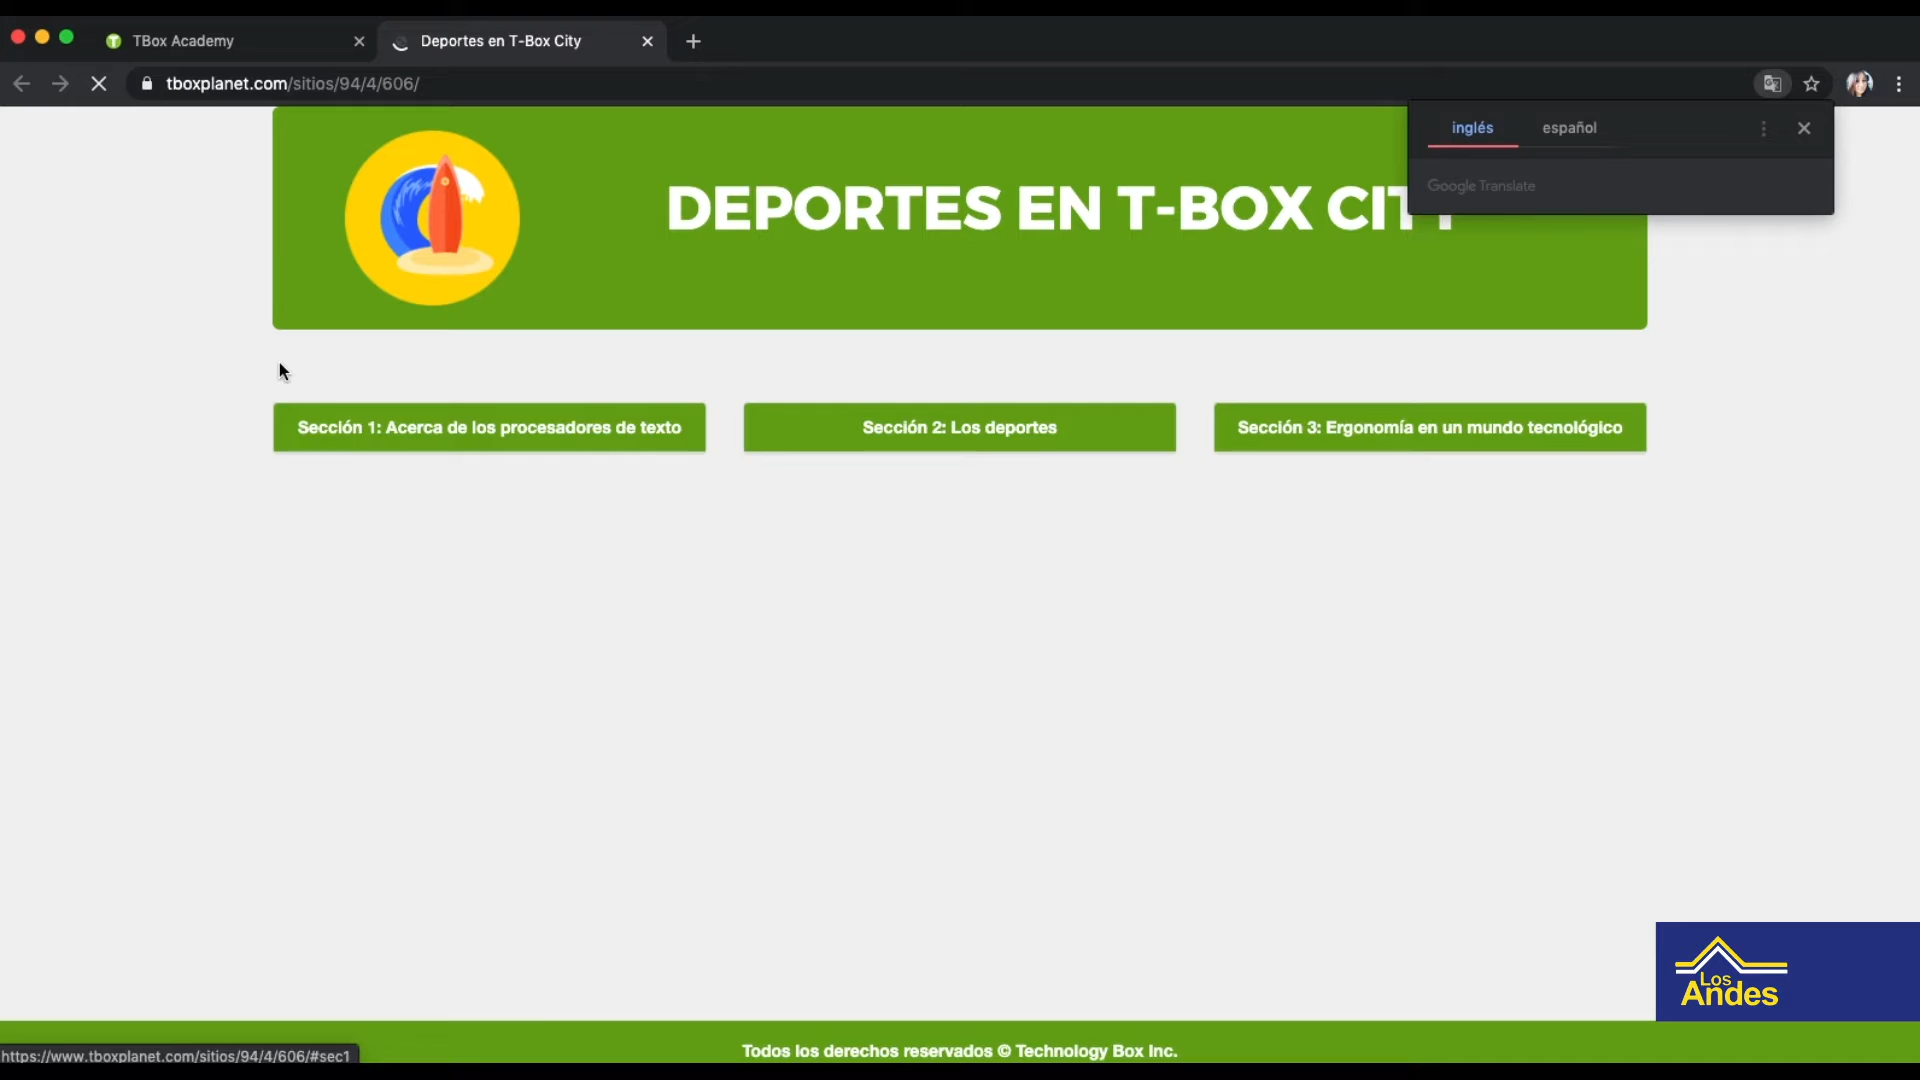 TBox Academy
Deportes en T-Box City
tboxplanet.com/sitios/94/4/606/
inglés
español
Google Translate
DEPORTES EN T-BOX CITY
Sección 1: Acerca de los procesadores de texto
Sección 2: Los deportes
Sección 3: Ergonomía en un mundo tecnológico
Los
Andes
Todos los derechos reservados © Technology Box Inc.
https://www.tboxplanet.com/sitios/94/4/606/#sec1